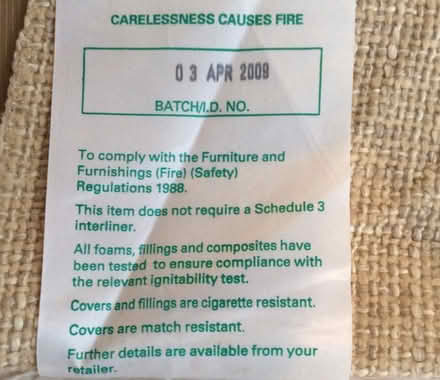 CARELESSNESS CAUSES FIRE
03 APR 2009
BATCH/I.D. NO.
To comply with the Furniture and
Furnishings (Fire) (Safety)
Regulations 1988.
This item does not require a Schedule 3
interliner.
All foams, fillings and composites have
been tested to ensure compliance with
the relevant ignitability test.
Covers and fillings are cigarette resistant.
Covers are match resistant.
Further details are available from your
retailer.